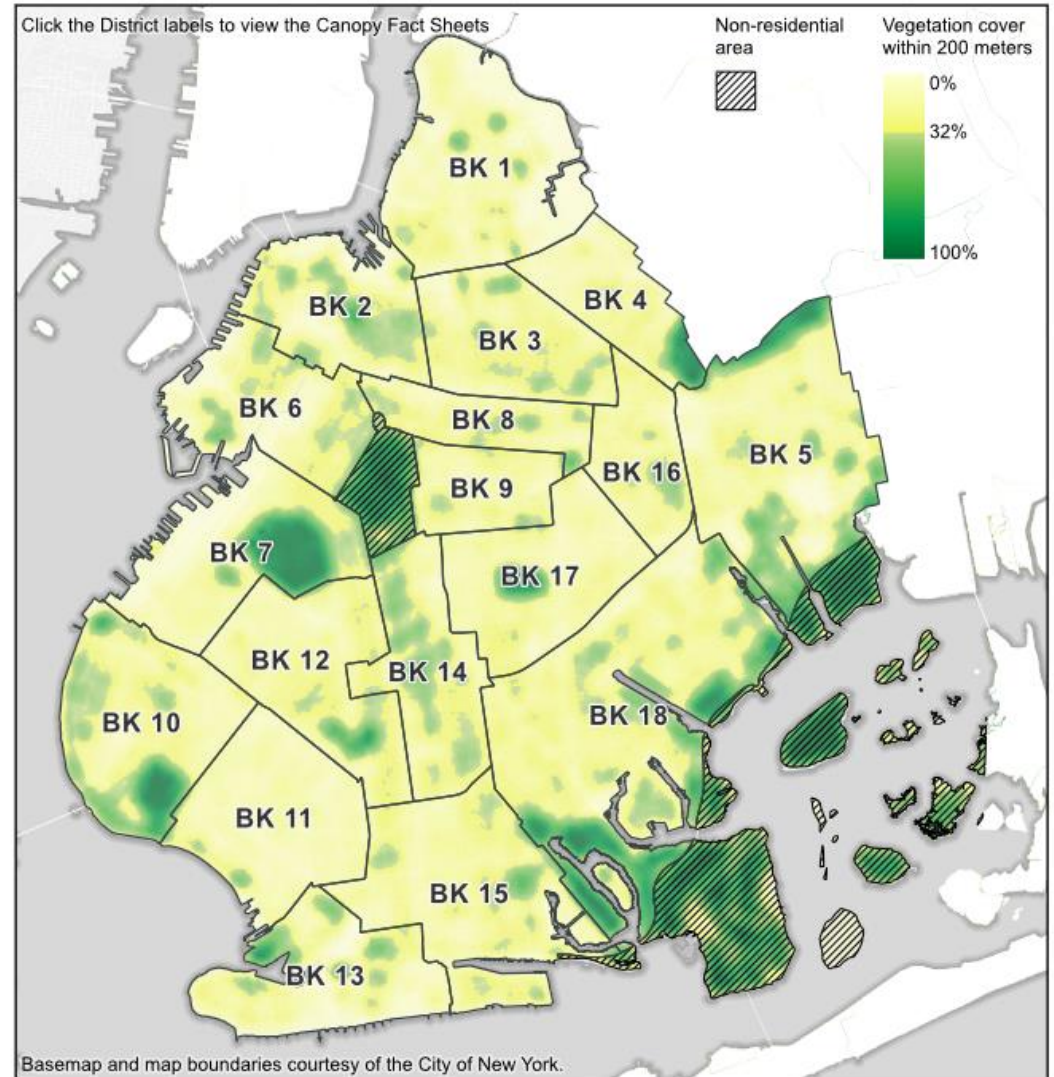 Click the District labels to view the Canopy Fact Sheets
Non-residential
area
Vegetation cover
within 200 meters
0%
32%
100%
BK 1
BK 2
BK 4
BK 3
BK 6
BK 8
BK 5
BK 16
BK 9
BK 7
BK 17
BK 12
BK 14
BK 10
BK 18
BK 11
BK 15
BK 13
Basemap and map boundaries courtesy of the City of New York.